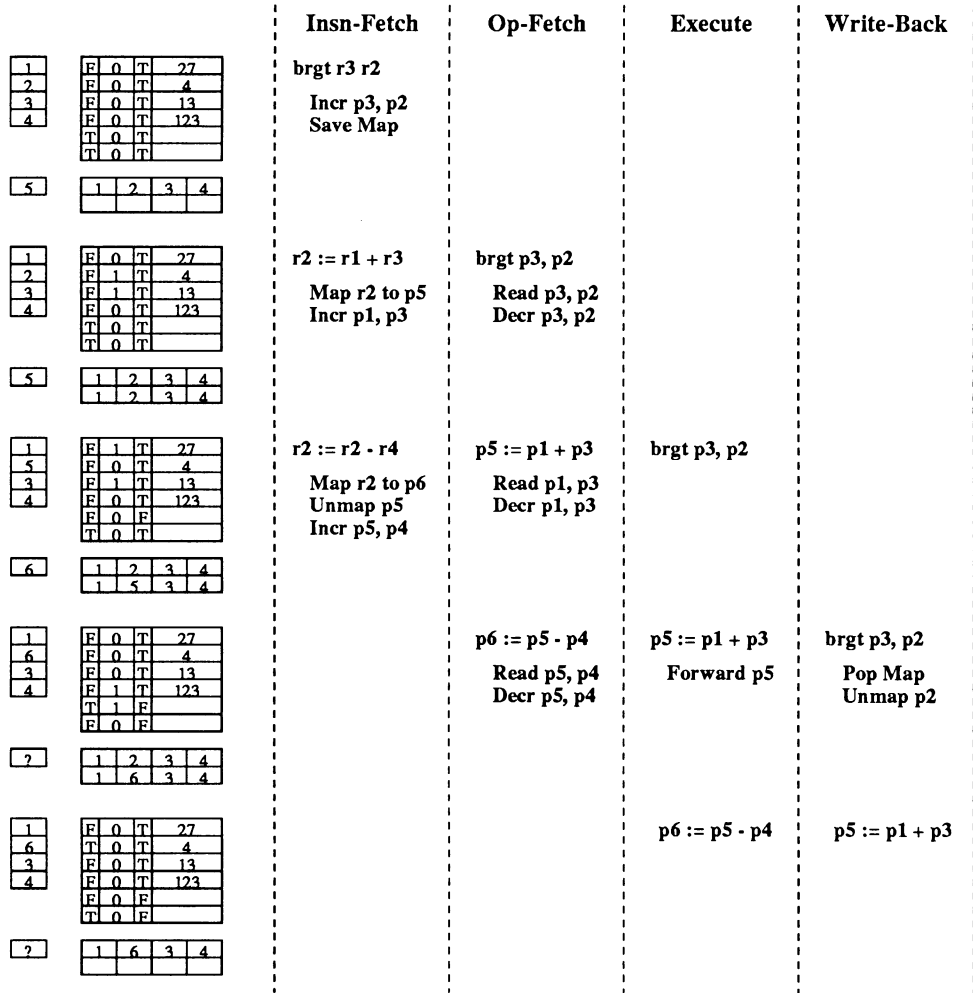 Insn-Fetch Op-Fetch Execute Write-Back
1 F 0 T 27 brgt r3 r2
2 F 0 T 4
3 F 0 T 13 Incr p3, p2
4 F 0 T 123 Save Map
T 0 T
T 0 T
5 1 2 3 4
1 F 0 T 27 r2 := r1 + r3 brgt p3, p2
2 F 1 T 4
3 F 1 T 13 Map r2 to p5 Read p3, p2
4 F 0 T 123 Incr p1, p3 Decr p3, p2
T 0 T
T 0 T
5 1 2 3 4
1 2 3 4
1 F 1 T 27 r2 := r2 - r4 p5 := p1 + p3 brgt p3, p2
5 F 0 T 4
3 F 1 T 13 Map r2 to p6 Read p1, p3
4 F 0 T 123 Unmap p5 Decr p1, p3
F 0 F Incr p5, p4
T 0 T
6 1 2 3 4
1 5 3 4
1 F 0 T 27 p6 := p5 - p4 p5 := p1 + p3 brgt p3, p2
6 F 0 T 4
3 F 0 T 13 Read p5, p4 Forward p5 Pop Map
4 F 1 T 123 Decr p5, p4 Unmap p2
T 1 F
F 0 F
? 1 2 3 4
1 6 3 4
1 F 0 T 27 p6 := p5 - p4 p5 := p1 + p3
6 T 0 T 4
3 F 0 T 13
4 F 0 T 123
F 0 F
T 0 F
? 1 6 3 4